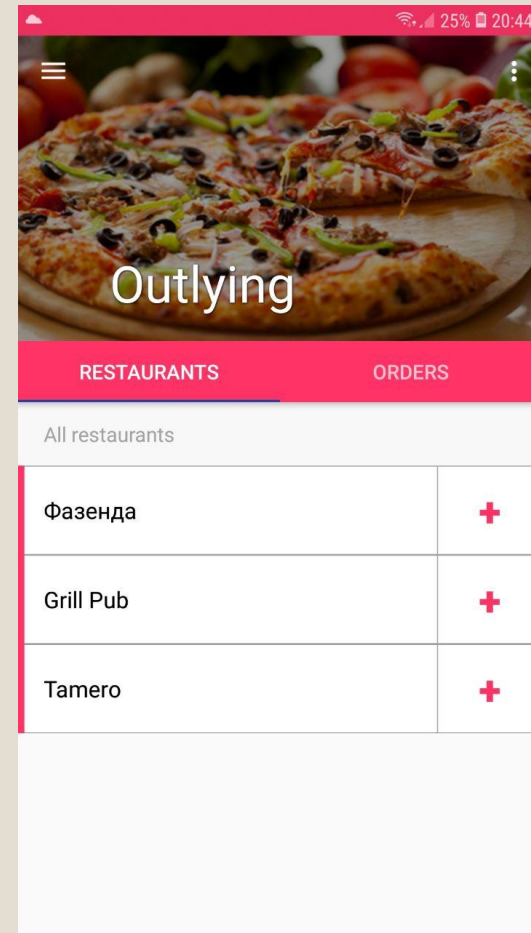 25% 20:44
Outlying
RESTAURANTS ORDERS
All restaurants
Фазенда
Grill Pub
Tamero